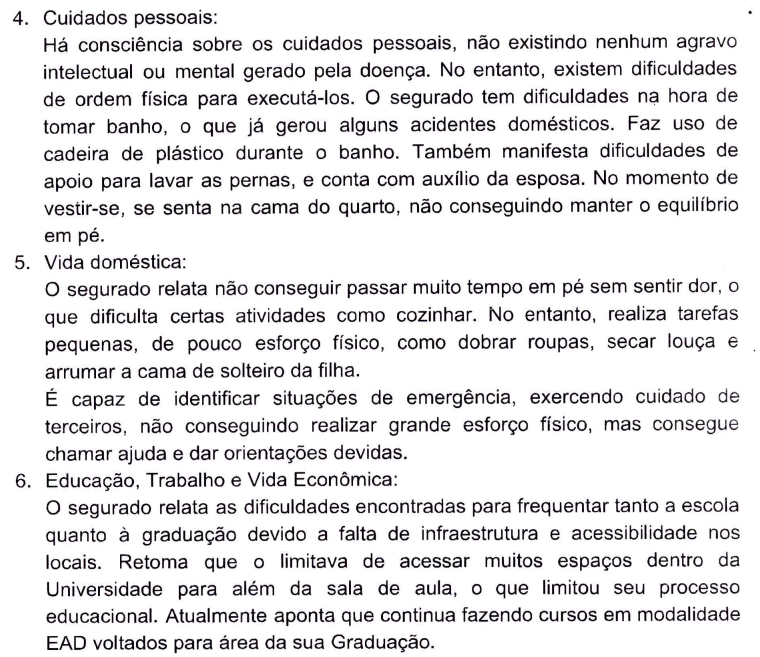 4. Cuidados pessoais:
Há consciência sobre os cuidados pessoais, não existindo nenhum agravo
intelectual ou mental gerado pela doença. No entanto, existem dificuldades
de ordem física para executá-los. O segurado tem dificuldades na hora de
tomar banho, o que já gerou alguns acidentes domésticos. Faz uso de
cadeira de plástico durante o banho. Também manifesta dificuldades de
apoio para lavar as pernas, e conta com auxílio da esposa. No momento de
vestir-se, se senta na cama do quarto, não conseguindo manter o equilíbrio
em pé.
5. Vida doméstica:
O segurado relata não conseguir passar muito tempo em pé sem sentir dor, o
que dificulta certas atividades como cozinhar. No entanto, realiza tarefas
pequenas, de pouco esforço físico, como dobrar roupas, secar louça e
arrumar a cama de solteiro da filha.
É capaz de identificar situações de emergência, exercendo cuidado de
terceiros, não conseguindo realizar grande esforço físico, mas consegue
chamar ajuda e dar orientações devidas.
6. Educação, Trabalho e Vida Econômica:
O segurado relata as dificuldades encontradas para frequentar tanto a escola
quanto à graduação devido a falta de infraestrutura e acessibilidade nos
locais. Retoma que o limitava de acessar muitos espaços dentro da
Universidade para além da sala de aula, o que limitou seu processo
educacional. Atualmente aponta que continua fazendo cursos em modalidade
EAD voltados para área da sua Graduação.